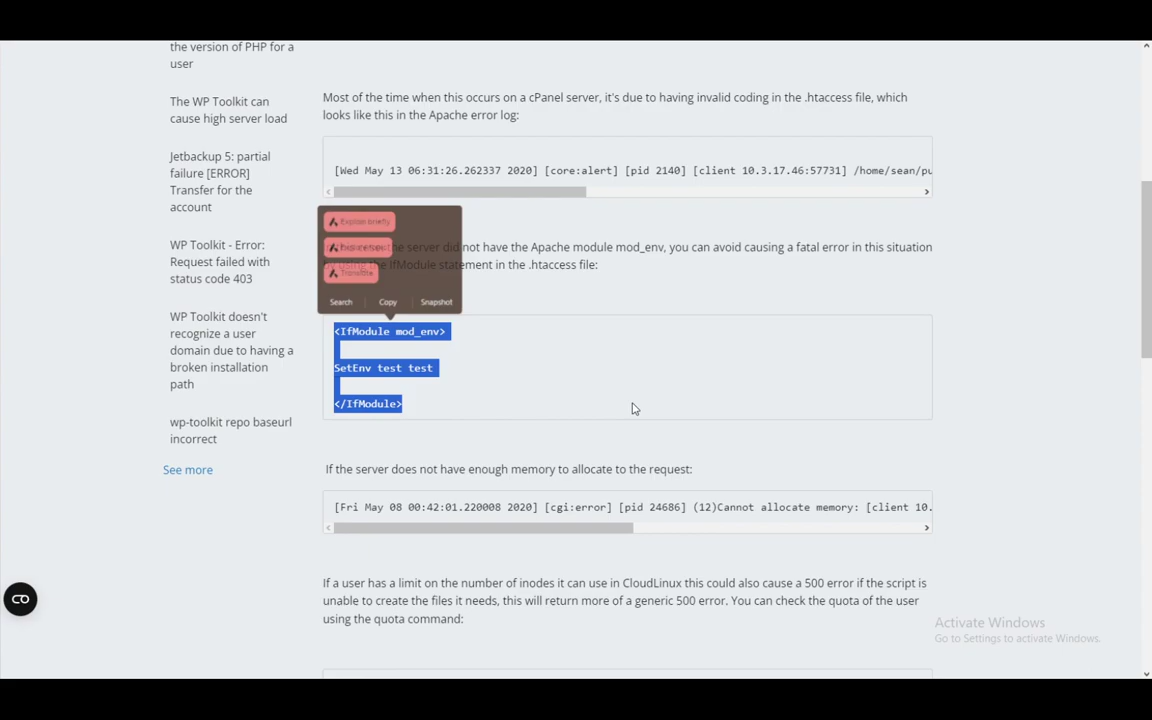 the version of PHP for a
user
The WP Toolkit can
cause high server load
Jetbackup 5: partial
failure [ERROR]
Transfer for the
account
WP Toolkit - Error:
Request failed with
status code 403
WP Toolkit doesn't
recognize a user
domain due to having a
broken installation
path
wp-toolkit repo baseurl
incorrect
See more
Most of the time when this occurs on a cPanel server, it's due to having invalid coding in the .htaccess file, which
looks like this in the Apache error log:
[Wed May 13 06:31:26.262337 2020] [core:alert] [pid 2140] [client 10.3.17.46:57731] /home/sean/pu
Explain briefly
the server did not have the Apache module mod_env, you can avoid causing a fatal error in this situation
by using the IfModule statement in the .htaccess file:
Translate
Search
Copy
Snapshot
<IfModule mod_env>
SetEnv test test
</IfModule>
If the server does not have enough memory to allocate to the request:
[Fri May 08 00:42:01.220008 2020] [cgi:error] [pid 24686] (12)Cannot allocate memory: [client 10.
If a user has a limit on the number of inodes it can use in CloudLinux this could also cause a 500 error if the script is
unable to create the files it needs, this will return more of a generic 500 error. You can check the quota of the user
using the quota command:
Activate Windows
Go to Settings to activate Windows.